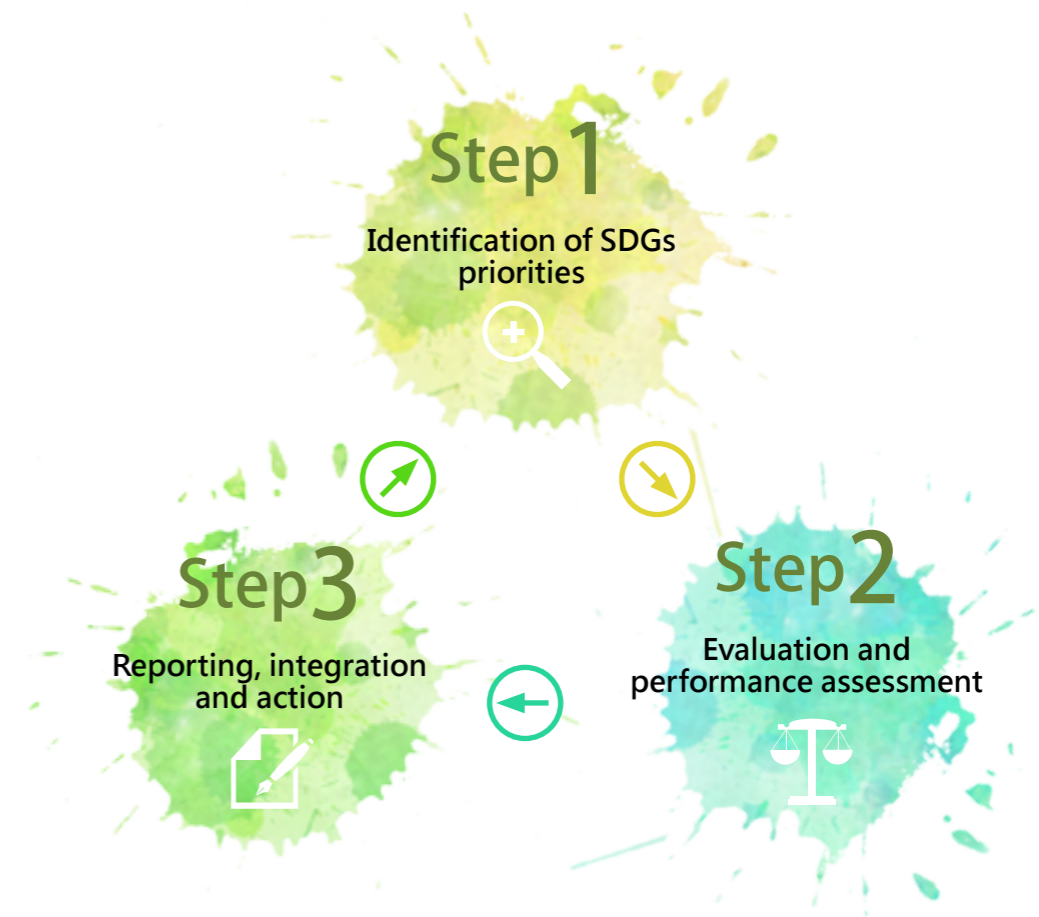 Step1
Identification of SDGs
priorities
Step2
Evaluation and
performance assessment
Step3
Reporting, integration
and action